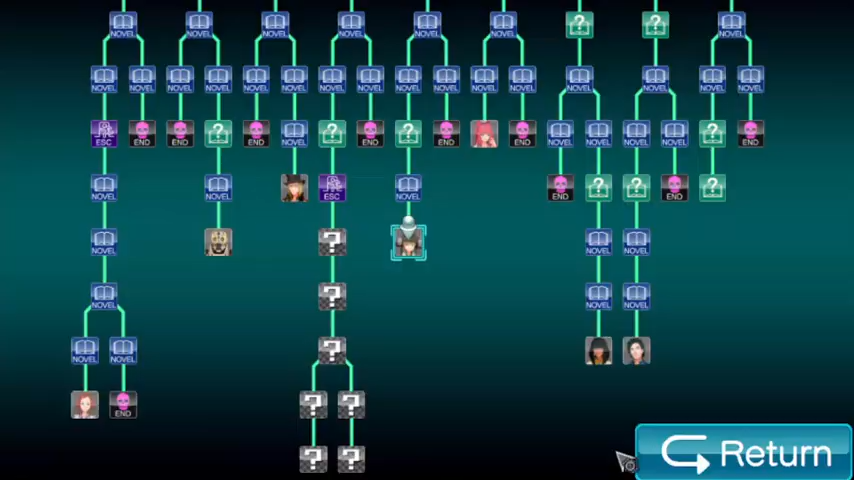 NOVEL NOVEL NOVEL NOVEL NOVEL NOVEL ? ? NOVEL
NOVEL NOVEL NOVEL NOVEL NOVEL NOVEL NOVEL NOVEL NOVEL NOVEL NOVEL NOVEL NOVEL NOVEL NOVEL NOVEL
ESC END END ? END NOVEL ? END ? END END NOVEL NOVEL NOVEL NOVEL ? END
NOVEL NOVEL ESC NOVEL END ? ? END ?
NOVEL ? NOVEL NOVEL
NOVEL ? NOVEL NOVEL
NOVEL NOVEL ?
END ? ?
? ?
Return